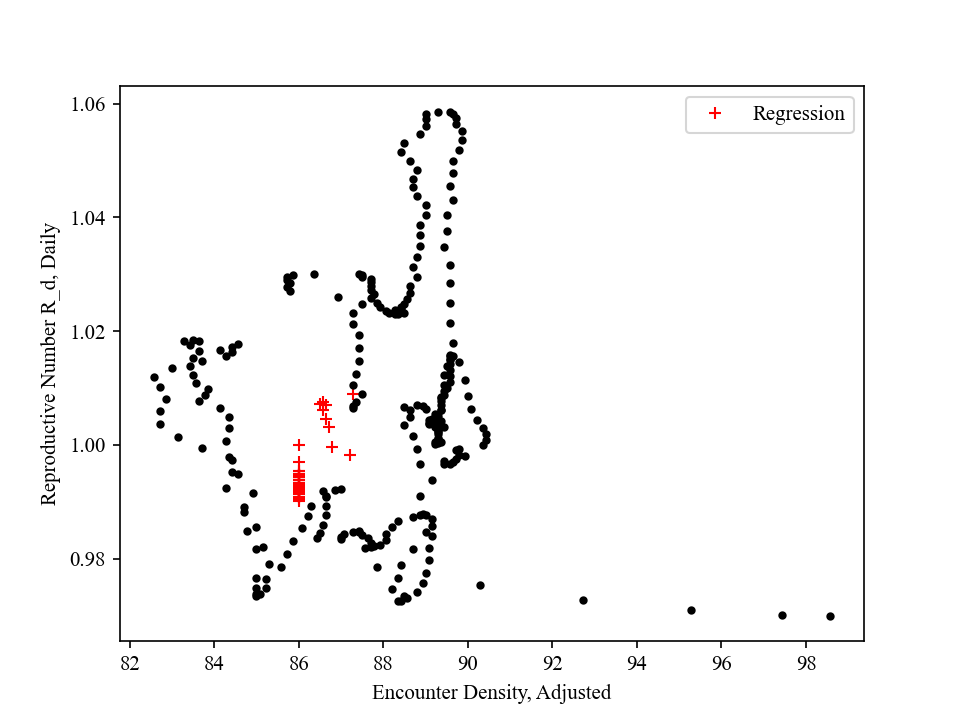 Regression
1.06
1.04
1.02
1.00
0.98
Reproductive Number R_d, Daily
82 84 86 88 90 92 94 96 98
Encounter Density, Adjusted